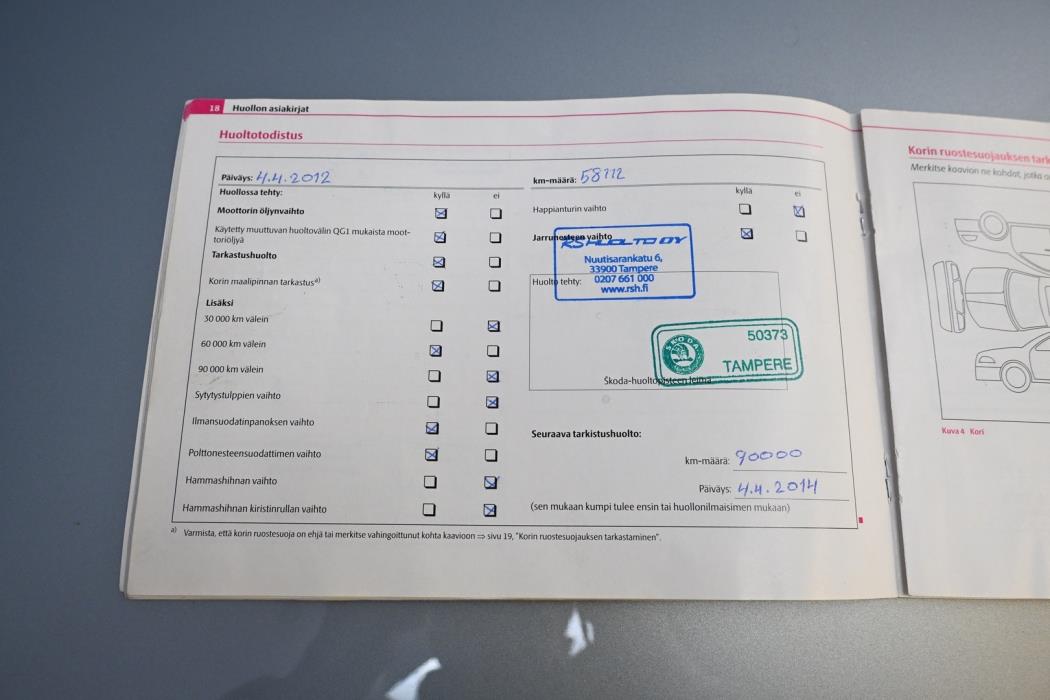 18 Huollon asiakirjat
Huoltotodistus
Päiväys: 4.4.2012
Huollossa tehty: kyllä ei
Moottorin öljynvaihto
Käytetty muuttuvan huoltovälin QG1 mukaista moot-
toriöljyä
Tarkastushuolto
Korin maalipinnan tarkastus a)
Lisäksi
30 000 km välein
60 000 km välein
90 000 km välein
Sytytystulppien vaihto
Ilmansuodatinpanoksen vaihto
Polttonesteensuodattimen vaihto
Hammashihnan vaihto
Hammashihnan kiristinrullan vaihto
km-määrä: 58112
kyllä ei
Happianturin vaihto
Jarrunesteen vaihto
RS HUOLTO OY
Nuutisarankatu 6,
33900 Tampere
Huolto tehty: 0207 661 000
www.rsh.fi
50373
SKODA
TAMPERE
Škoda-huoltopisteen leima
Seuraava tarkistushuolto:
km-määrä: 90000
Päiväys: 4.4.2014
(sen mukaan kumpi tulee ensin tai huollonilmaisimen mukaan)
a) Varmista, että korin ruostesuoja on ehjä tai merkitse vahingoittunut kohta kaavioon ⇒ sivu 19, "Korin ruostesuojauksen tarkastaminen".
Korin ruostesuojauksen tark
Merkitse kaavion ne kohdat, jotka
Kuva 4 Kori